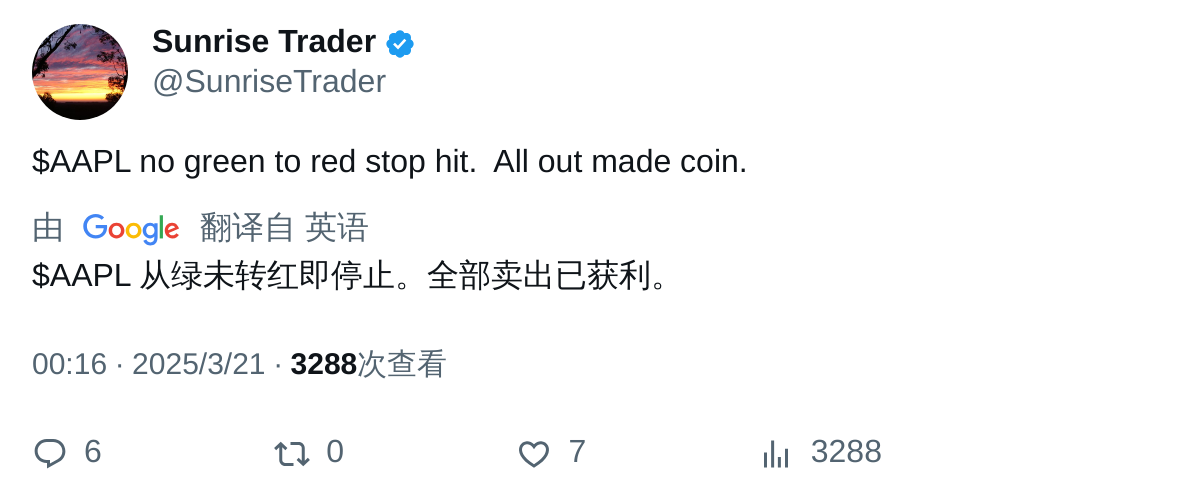 Sunrise Trader
@SunriseTrader
$AAPL no green to red stop hit.  All out made coin.
由 Google 翻译自 英语
$AAPL 从绿未转红即停止。全部卖出已获利。
00:16 · 2025/3/21 · 3288次查看
6 0 7 3288